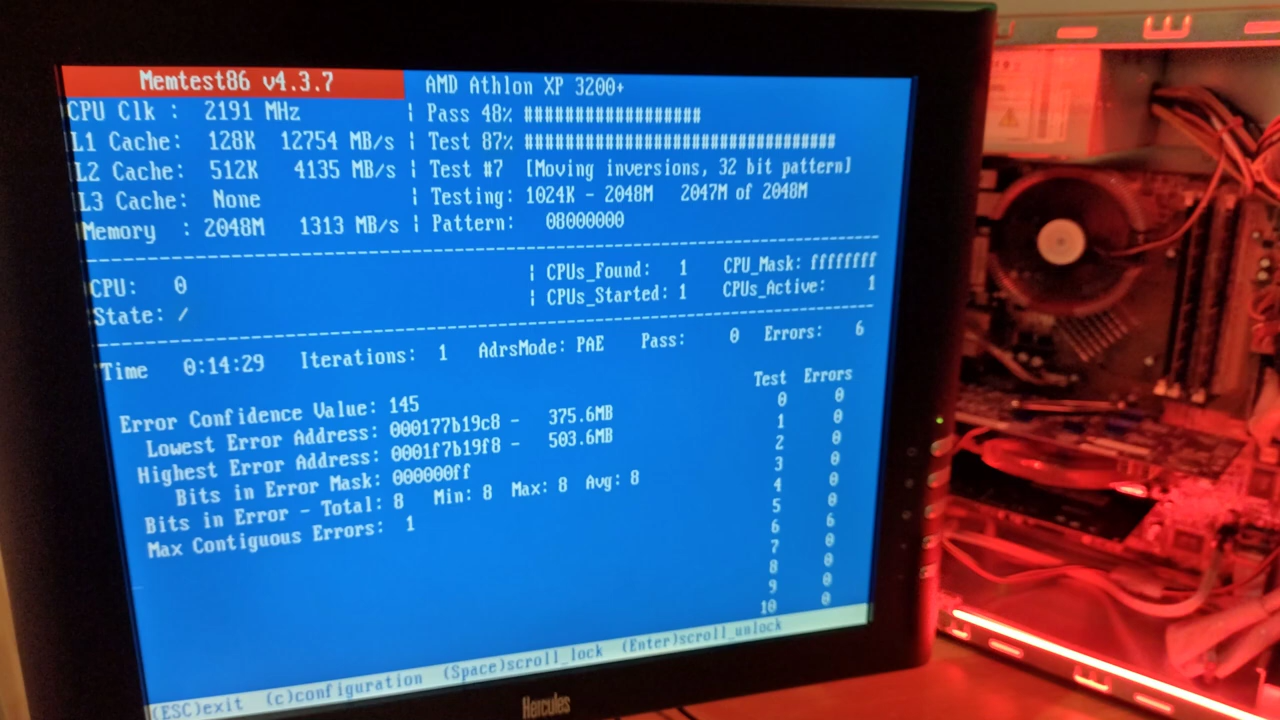 Memtest86 v4.3.7 AMD Athlon XP 3200+
CPU Clk : 2191 MHz | Pass 48% ##################
L1 Cache: 128K 12754 MB/s | Test 87% ################################
L2 Cache: 512K 4135 MB/s | Test #7 [Moving inversions, 32 bit pattern]
L3 Cache: None | Testing: 1024K - 2048M 2047M of 2048M
Memory : 2048M 1313 MB/s | Pattern: 08000000
CPU: 0 | CPUs_Found: 1 CPU_Mask: ffffffff
State: / | CPUs_Started: 1 CPUs_Active: 1
Time 0:14:29 Iterations: 1 AdrsMode: PAE Pass: 0 Errors: 6
Test Errors
Error Confidence Value: 145 0 0
Lowest Error Address: 000177b19c8 - 375.6MB 1 0
Highest Error Address: 0001f7b19f8 - 503.6MB 2 0
Bits in Error Mask: 000000ff 3 0
Bits in Error - Total: 8 Min: 8 Max: 8 Avg: 8 4 0
Max Contiguous Errors: 1 5 0
6 6
7 0
8 0
9 0
10 0
(ESC)exit (c)configuration (Space)scroll_lock (Enter)scroll_unlock
Hercules